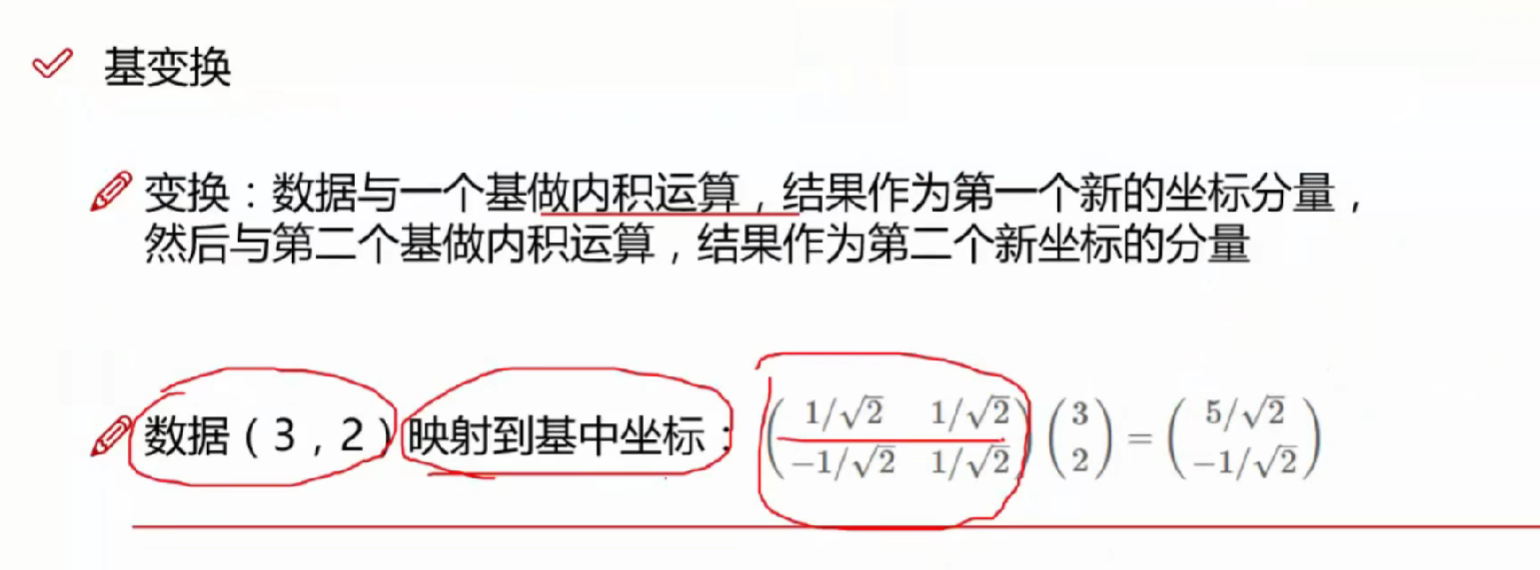 基变换
变换：数据与一个基做内积运算，结果作为第一个新的坐标分量，
然后与第二个基做内积运算，结果作为第二个新坐标的分量
数据（3，2）映射到基中坐标： \begin{pmatrix} 1/\sqrt{2} & 1/\sqrt{2} \\ -1/\sqrt{2} & 1/\sqrt{2} \end{pmatrix} \begin{pmatrix} 3 \\ 2 \end{pmatrix} = \begin{pmatrix} 5/\sqrt{2} \\ -1/\sqrt{2} \end{pmatrix}